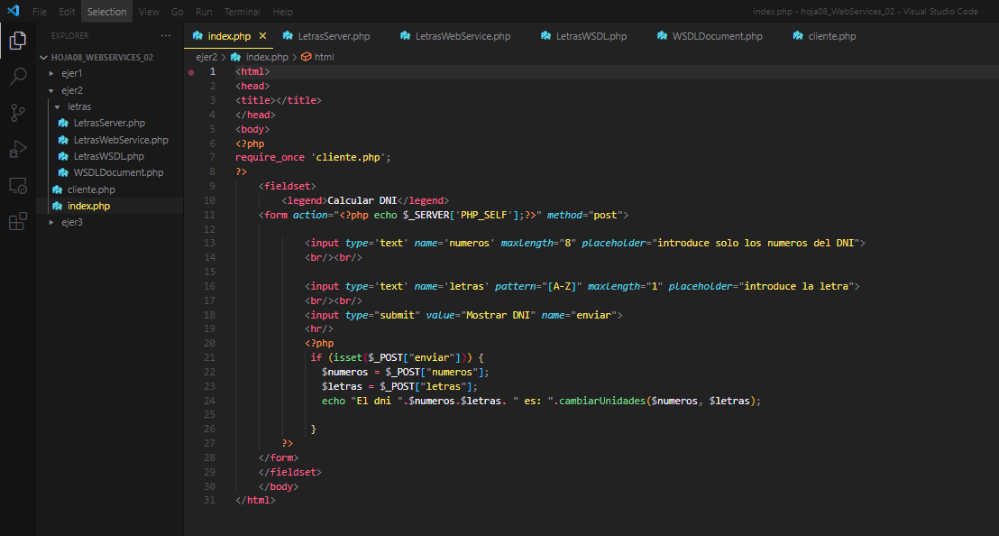 File Edit Selection View Go Run Terminal Help
index.php - hoja08_WebServices_02 - Visual Studio Code
EXPLORER
HOJA08_WEBSERVICES_02
ejer1
ejer2
letras
LetrasServer.php
LetrasWebService.php
LetrasWSDL.php
WSDLDocument.php
cliente.php
index.php
ejer3
index.php LetrasServer.php LetrasWebService.php LetrasWSDL.php WSDLDocument.php cliente.php
ejer2 > index.php > html
1 <html>
2 <head>
3 <title></title>
4 </head>
5 <body>
6 <?php
7 require_once 'cliente.php';
8 ?>
9 <fieldset>
10 <legend>Calcular DNI</legend>
11 <form action="<?php echo $_SERVER['PHP_SELF'];?>" method="post">
12
13 <input type='text' name='numeros' maxlength="8" placeholder="introduce solo los numeros del DNI">
14 <br/><br/>
15
16 <input type='text' name='letras' pattern="[A-Z]" maxlength="1" placeholder="introduce la letra">
17 <br/><br/>
18 <input type="submit" value="Mostrar DNI" name="enviar">
19 <hr/>
20 <?php
21 if (isset($_POST["enviar"])) {
22 $numeros = $_POST["numeros"];
23 $letras = $_POST["letras"];
24 echo "El dni ".$numeros.$letras. " es: ".cambiarUnidades($numeros, $letras);
25
26 }
27 ?>
28 </form>
29 </fieldset>
30 </body>
31 </html>